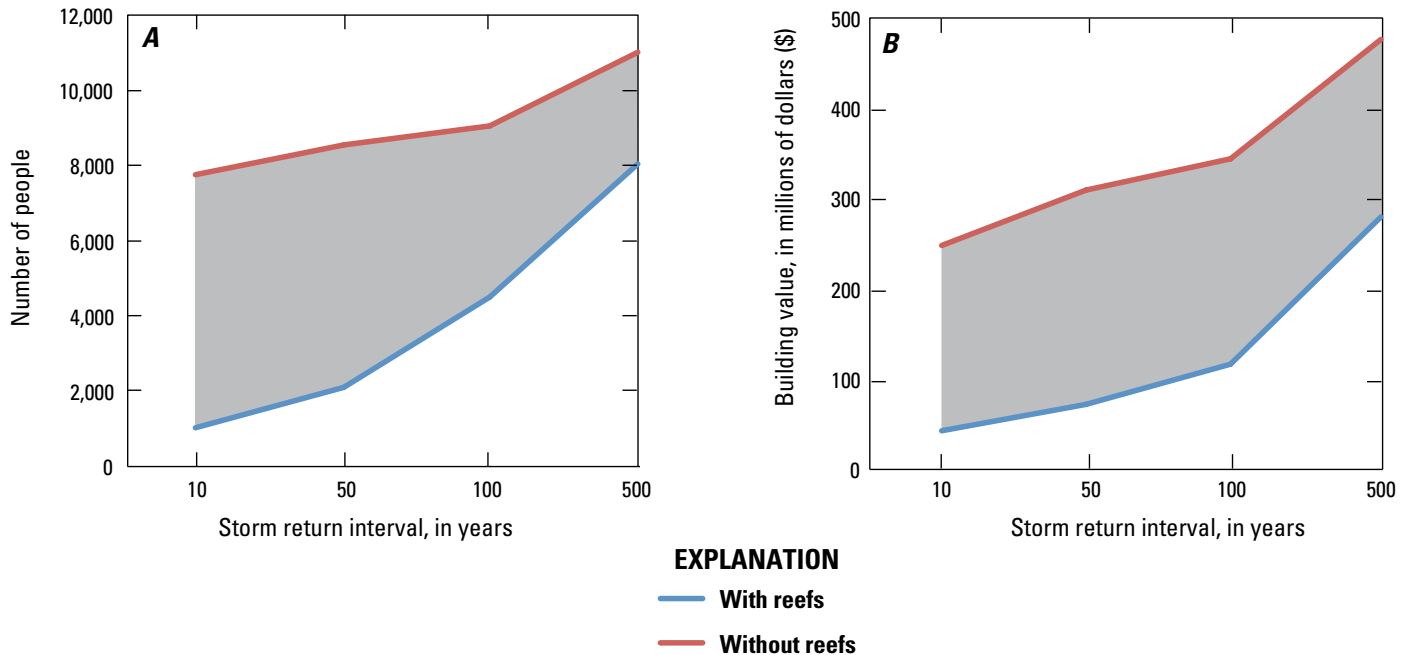 A
Number of people
12,000
10,000
8,000
6,000
4,000
2,000
0
10 50 100 500
Storm return interval, in years
B
Building value, in millions of dollars ($)
500
400
300
200
100
0
10 50 100 500
Storm return interval, in years
EXPLANATION
With reefs
Without reefs